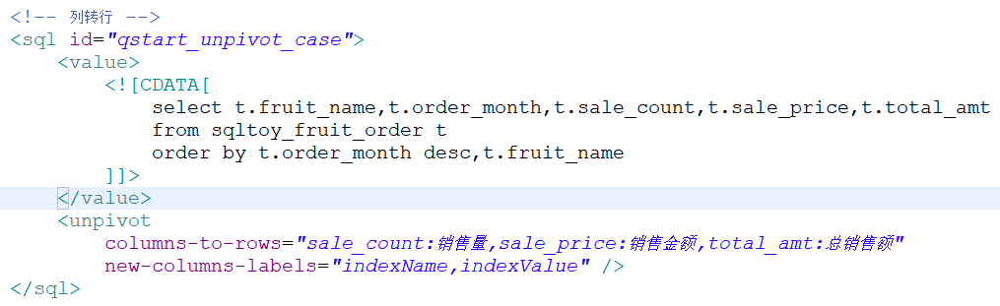 <!-- 列转行 -->
<sql id="qstart_unpivot_case">
<value>
<![CDATA[
select t.fruit_name,t.order_month,t.sale_count,t.sale_price,t.total_amt
from sqltoy_fruit_order t
order by t.order_month desc,t.fruit_name
]]>
</value>
<unpivot
columns-to-rows="sale_count:销售量,sale_price:销售金额,total_amt:总销售额"
new-columns-labels="indexName,indexValue" />
</sql>